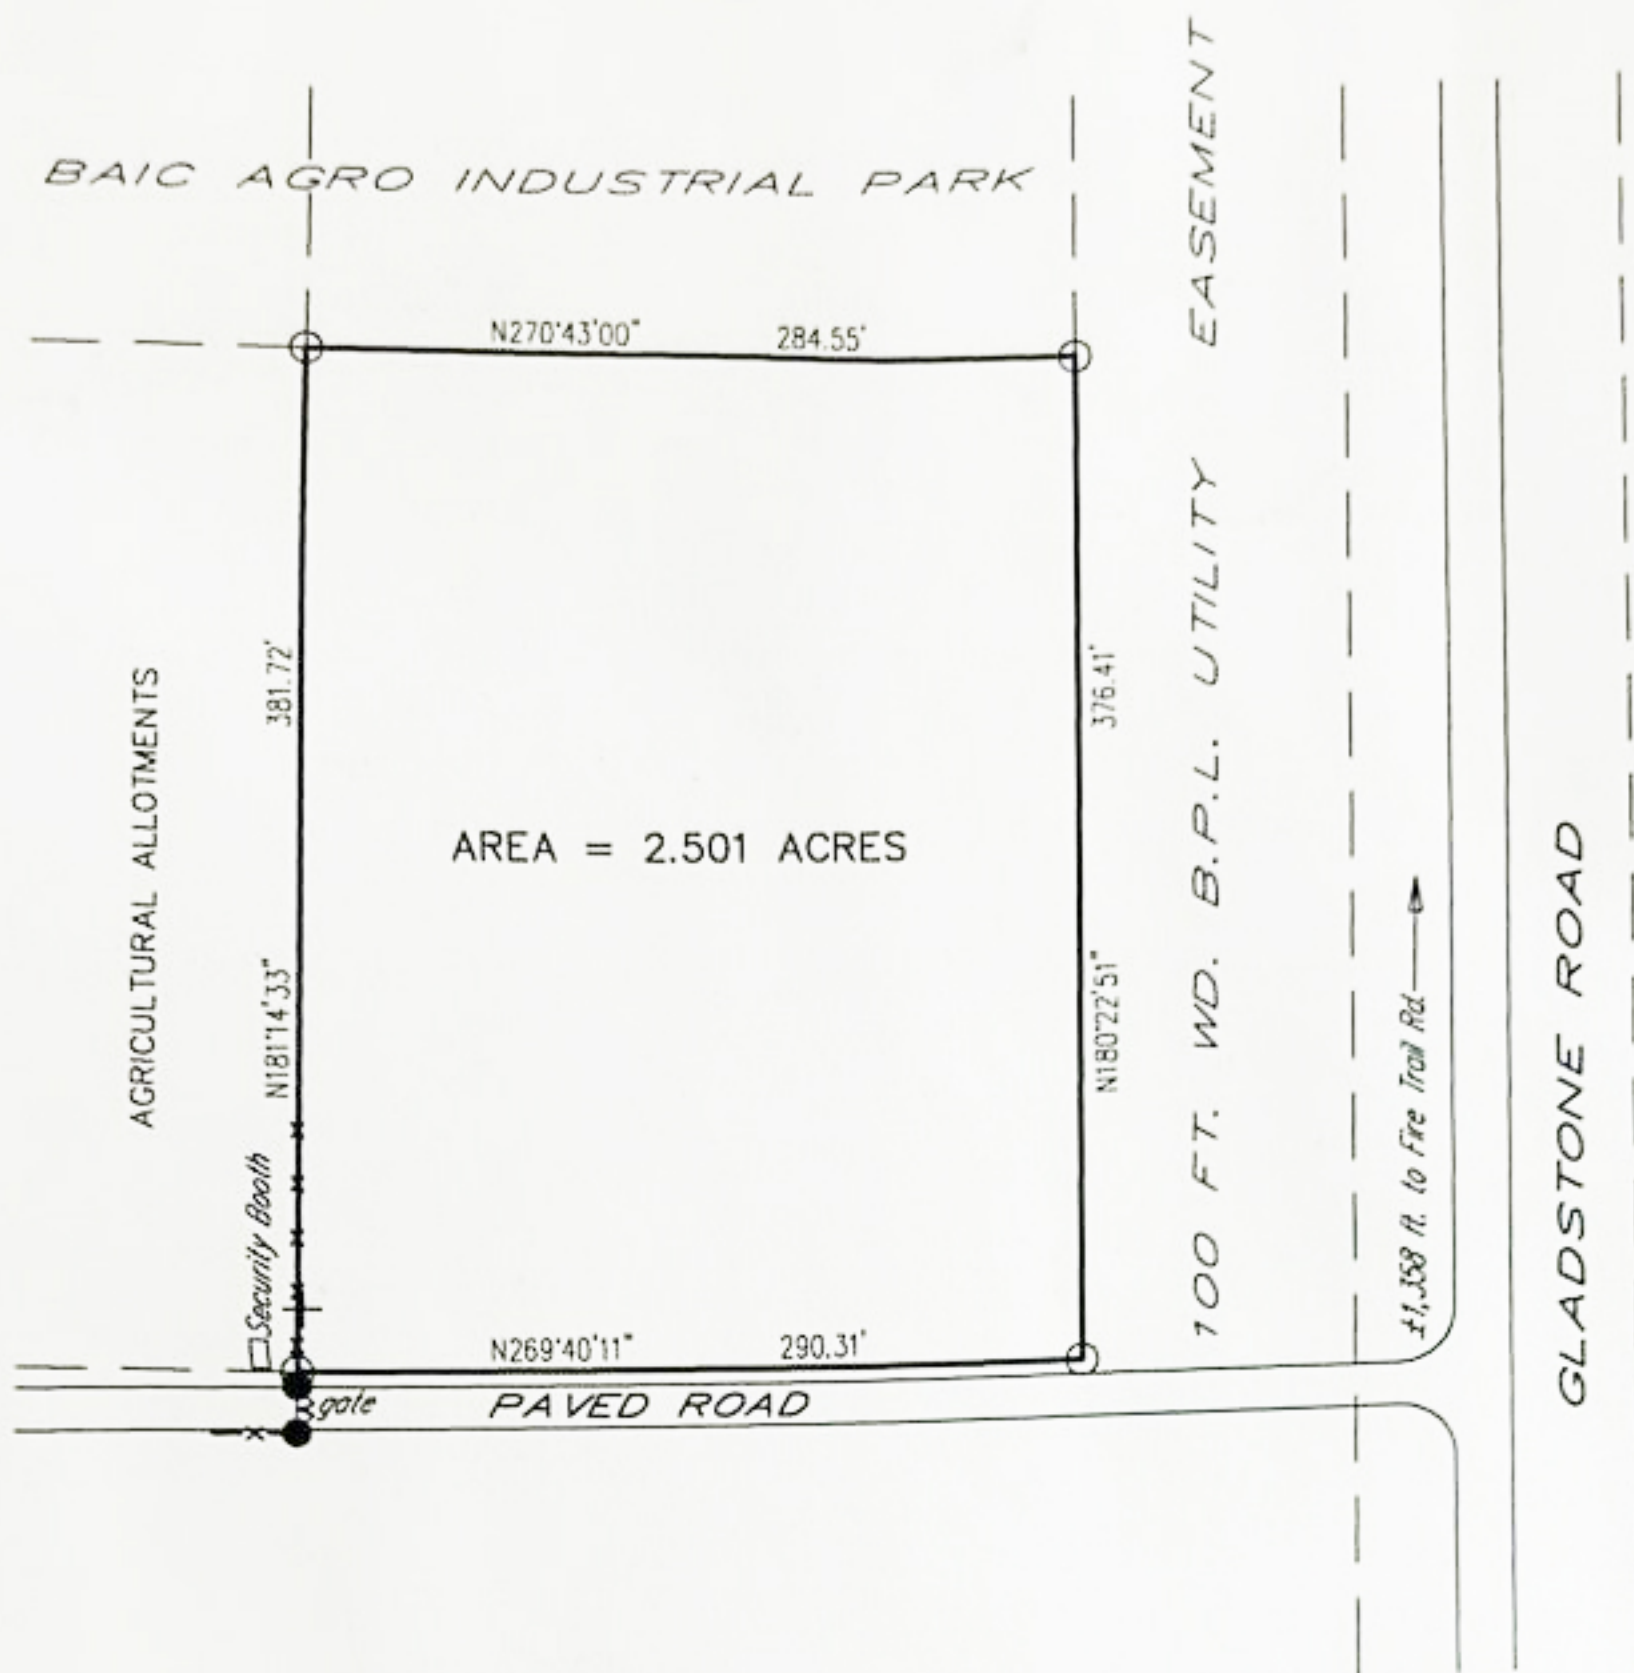 BAIC AGRO INDUSTRIAL PARK
N270°43'00" 284.55'
381.72'
N181°14'33"
AGRICULTURAL ALLOTMENTS
AREA = 2.501 ACRES
376.41'
N180°22'51"
100 FT. WD. B.P.L. UTILITY EASEMENT
±1,358 ft. to Fire Trail Rd.
GLADSTONE ROAD
Security Booth
N269°40'11" 290.31'
gate
PAVED ROAD